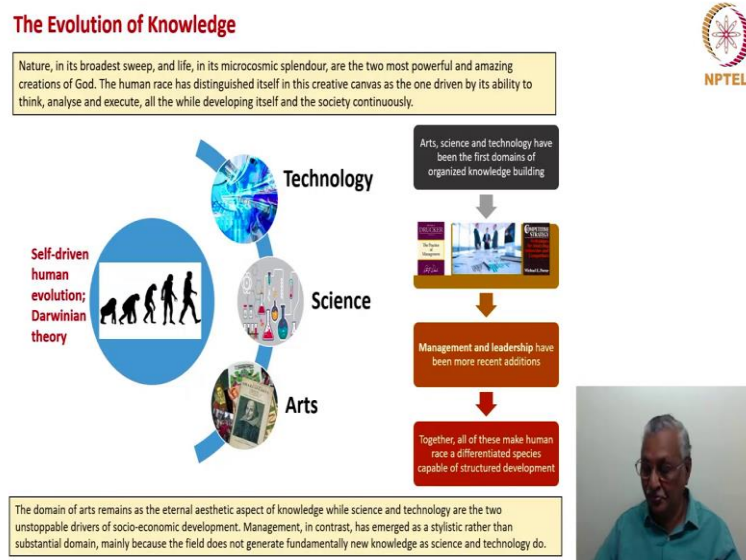 The Evolution of Knowledge
NPTEL
Nature, in its broadest sweep, and life, in its microcosmic splendour, are the two most powerful and amazing
creations of God. The human race has distinguished itself in this creative canvas as the one driven by its ability to
think, analyse and execute, all the while developing itself and the society continuously.
Self-driven
human
evolution;
Darwinian
theory
Technology
Science
Arts
Arts, science and technology have
been the first domains of
organized knowledge building
DRUCKER
The Practice
of
Management
COMPETITIVE
STRATEGY
Management and leadership have
been more recent additions
Together, all of these make human
race a differentiated species
capable of structured development
The domain of arts remains as the eternal aesthetic aspect of knowledge while science and technology are the two
unstoppable drivers of socio-economic development. Management, in contrast, has emerged as a stylistic rather than
substantial domain, mainly because the field does not generate fundamentally new knowledge as science and technology do.